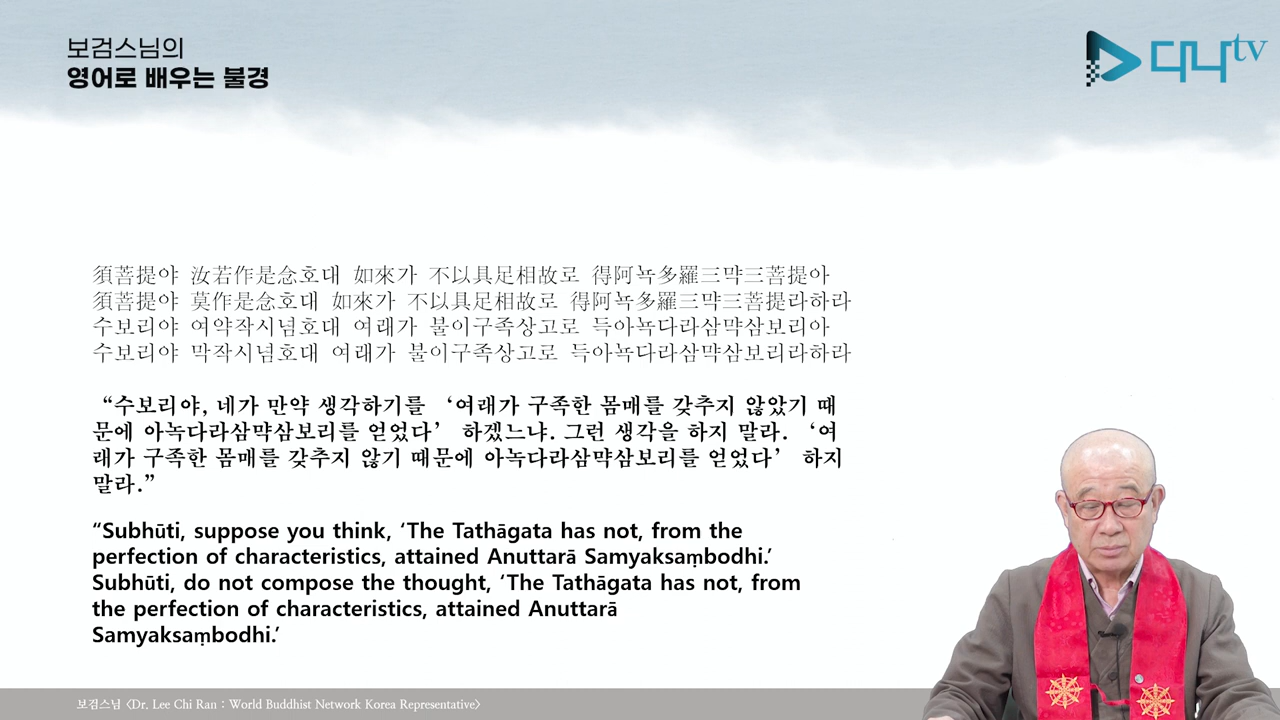 보검스님의
영어로 배우는 불경
디나tv
須菩提야 汝若作是念호대 如來가 不以具足相故로 得阿눅多羅三먁三菩提아
須菩提야 莫作是念호대 如來가 不以具足相故로 得阿눅多羅三먁三菩提라하라
수보리야 여약작시념호대 여래가 불이구족상고로 득아눅다라삼먁삼보리아
수보리야 막작시념호대 여래가 불이구족상고로 득아눅다라삼먁삼보리라하라
“수보리야, 네가 만약 생각하기를 ‘여래가 구족한 몸매를 갖추지 않았기 때
문에 아눅다라삼먁삼보리를 얻었다’ 하겠느냐. 그런 생각을 하지 말라. ‘여
래가 구족한 몸매를 갖추지 않기 때문에 아눅다라삼먁삼보리를 얻었다’ 하지
말라.”
“Subhūti, suppose you think, ‘The Tathāgata has not, from the
perfection of characteristics, attained Anuttarā Samyaksaṃbodhi.’
Subhūti, do not compose the thought, ‘The Tathāgata has not, from
the perfection of characteristics, attained Anuttarā
Samyaksaṃbodhi.’
보검스님 <Dr. Lee Chi Ran : World Buddhist Network Korea Representative>